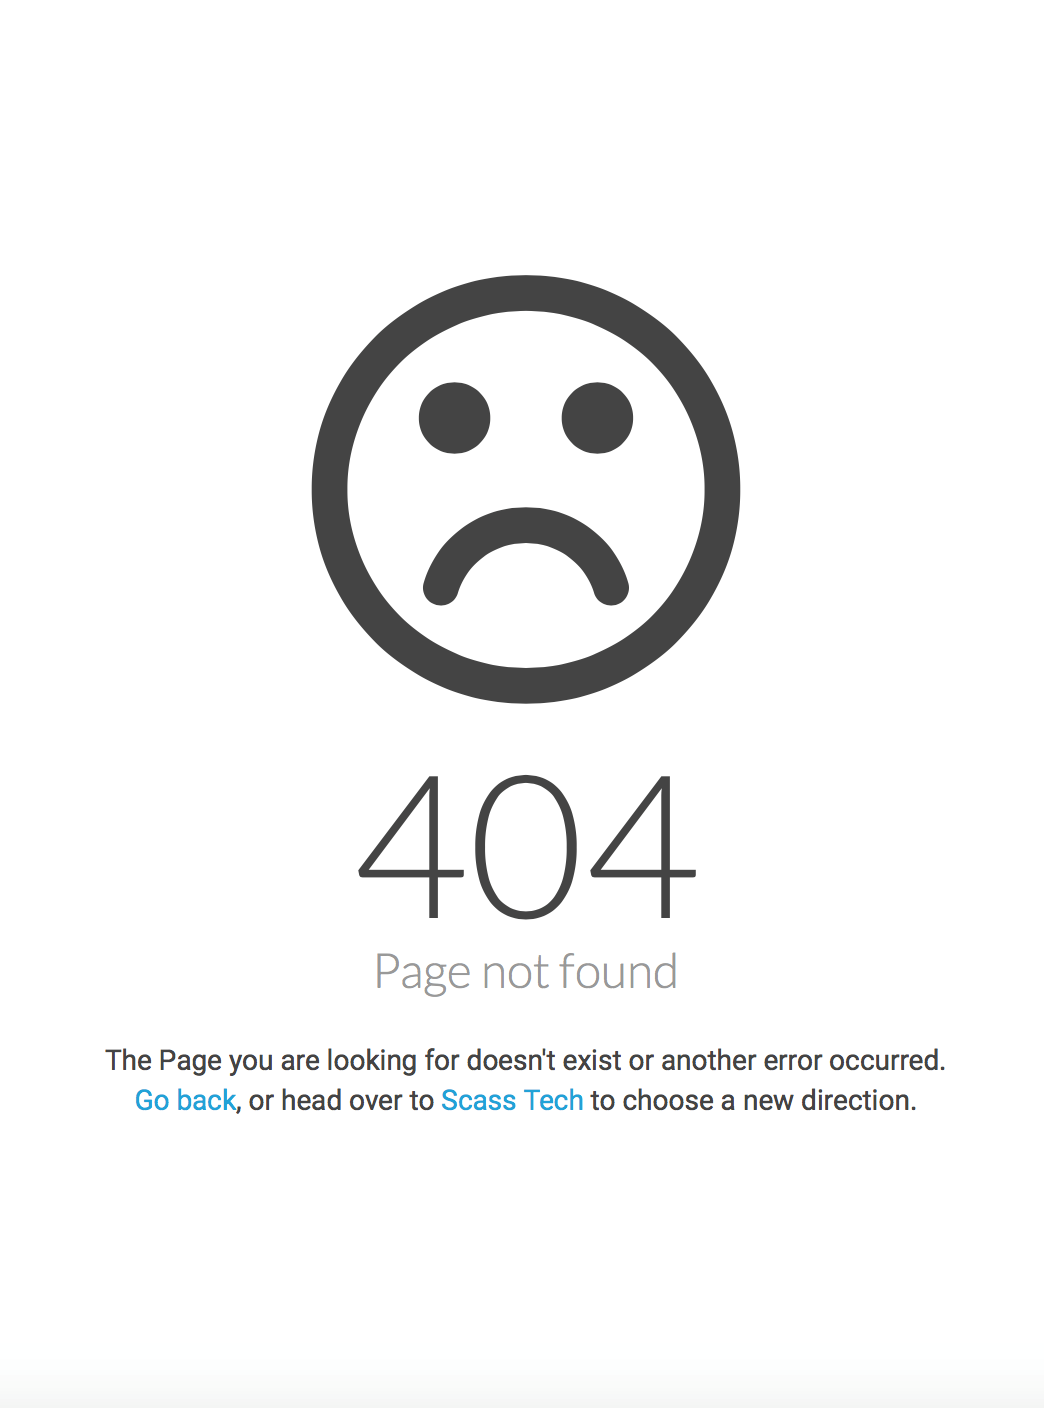 404
Page not found
The Page you are looking for doesn't exist or another error occurred.
Go back, or head over to Scass Tech to choose a new direction.